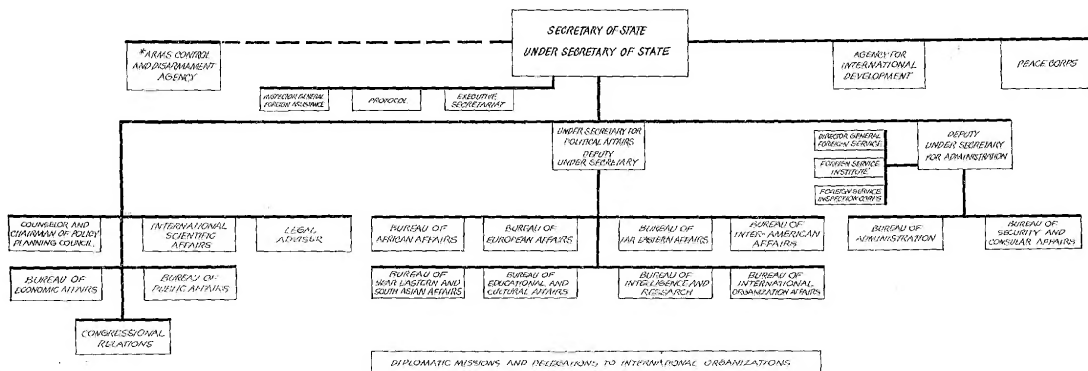 SECRETARY OF STATE
UNDER SECRETARY OF STATE
*ARMS CONTROL
AND DISARMAMENT
AGENCY
AGENCY FOR
INTERNATIONAL
DEVELOPMENT
PEACE CORPS
INSPECTOR GENERAL
FOREIGN ASSISTANCE
PROTOCOL
EXECUTIVE
SECRETARIAT
UNDER SECRETARY FOR
POLITICAL AFFAIRS
DEPUTY
UNDER SECRETARY
DIRECTOR GENERAL
FOREIGN SERVICE
FOREIGN SERVICE
INSTITUTE
FOREIGN SERVICE
INSPECTION CORPS
DEPUTY
UNDER SECRETARY
FOR ADMINISTRATION
COUNSELOR AND
CHAIRMAN OF POLICY
PLANNING COUNCIL
INTERNATIONAL
SCIENTIFIC
AFFAIRS
LEGAL
ADVISER
BUREAU OF
AFRICAN AFFAIRS
BUREAU OF
EUROPEAN AFFAIRS
BUREAU OF
FAR EASTERN AFFAIRS
BUREAU OF
INTER-AMERICAN
AFFAIRS
BUREAU OF
ADMINISTRATION
BUREAU OF
SECURITY AND
CONSULAR AFFAIRS
BUREAU OF
ECONOMIC AFFAIRS
BUREAU OF
PUBLIC AFFAIRS
BUREAU OF
NEAR EASTERN AND
SOUTH ASIAN AFFAIRS
BUREAU OF
EDUCATIONAL AND
CULTURAL AFFAIRS
BUREAU OF
INTELLIGENCE AND
RESEARCH
BUREAU OF
INTERNATIONAL
ORGANIZATION AFFAIRS
CONGRESSIONAL
RELATIONS
DIPLOMATIC MISSIONS AND DELEGATIONS TO INTERNATIONAL ORGANIZATIONS